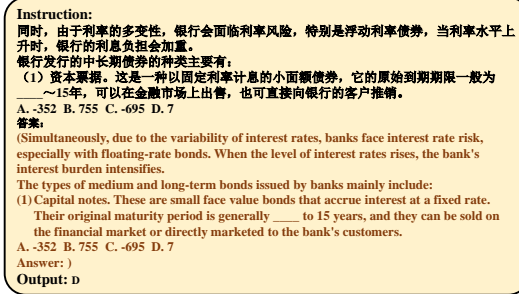 Instruction:
同时，由于利率的多变性，银行会面临利率风险，特别是浮动利率债券，当利率水平上
升时，银行的利息负担会加重。
银行发行的中长期债券的种类主要有：
（1）资本票据。这是一种以固定利率计息的小面额债券，它的原始到期期限一般为
____～15年，可以在金融市场上出售，也可直接向银行的客户推销。
A. -352 B. 755 C. -695 D. 7
答案：
(Simultaneously, due to the variability of interest rates, banks face interest rate risk,
especially with floating-rate bonds. When the level of interest rates rises, the bank's
interest burden intensifies.
The types of medium and long-term bonds issued by banks mainly include:
(1) Capital notes. These are small face value bonds that accrue interest at a fixed rate.
Their original maturity period is generally ____ to 15 years, and they can be sold on
the financial market or directly marketed to the bank's customers.
A. -352 B. 755 C. -695 D. 7
Answer: )
Output: D